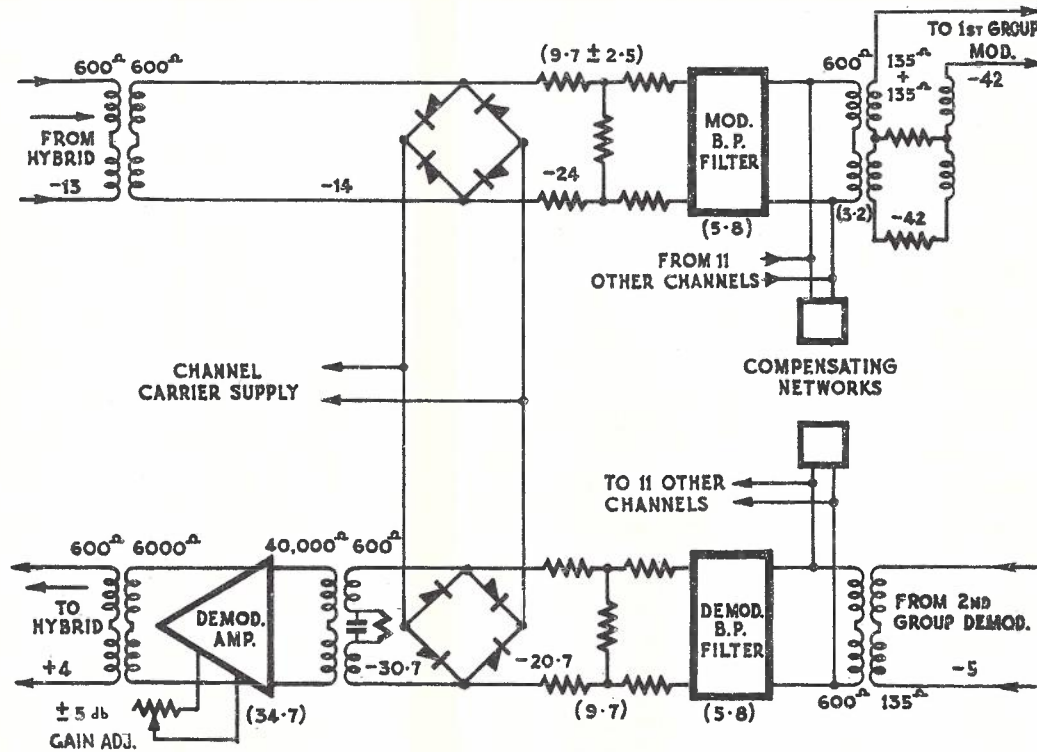 600Ω 600Ω
FROM
HYBRID
-13
-14
(9·7 ± 2·5)
-24
MOD.
B. P.
FILTER
(5·8)
600Ω
135Ω
+
135Ω
(3·2)
TO 1ST GROUP
MOD.
-42
-42
FROM 11
OTHER CHANNELS
CHANNEL
CARRIER SUPPLY
COMPENSATING
NETWORKS
TO 11 OTHER
CHANNELS
600Ω 6000Ω
40,000Ω 600Ω
TO
HYBRID
+4
DEMOD.
AMP.
± 5 db
GAIN ADJ.
(34·7)
-30·7
-20·7
(9·7)
DEMOD.
B.P.
FILTER
(5·8)
600Ω 135Ω
FROM 2ND
GROUP DEMOD.
-5